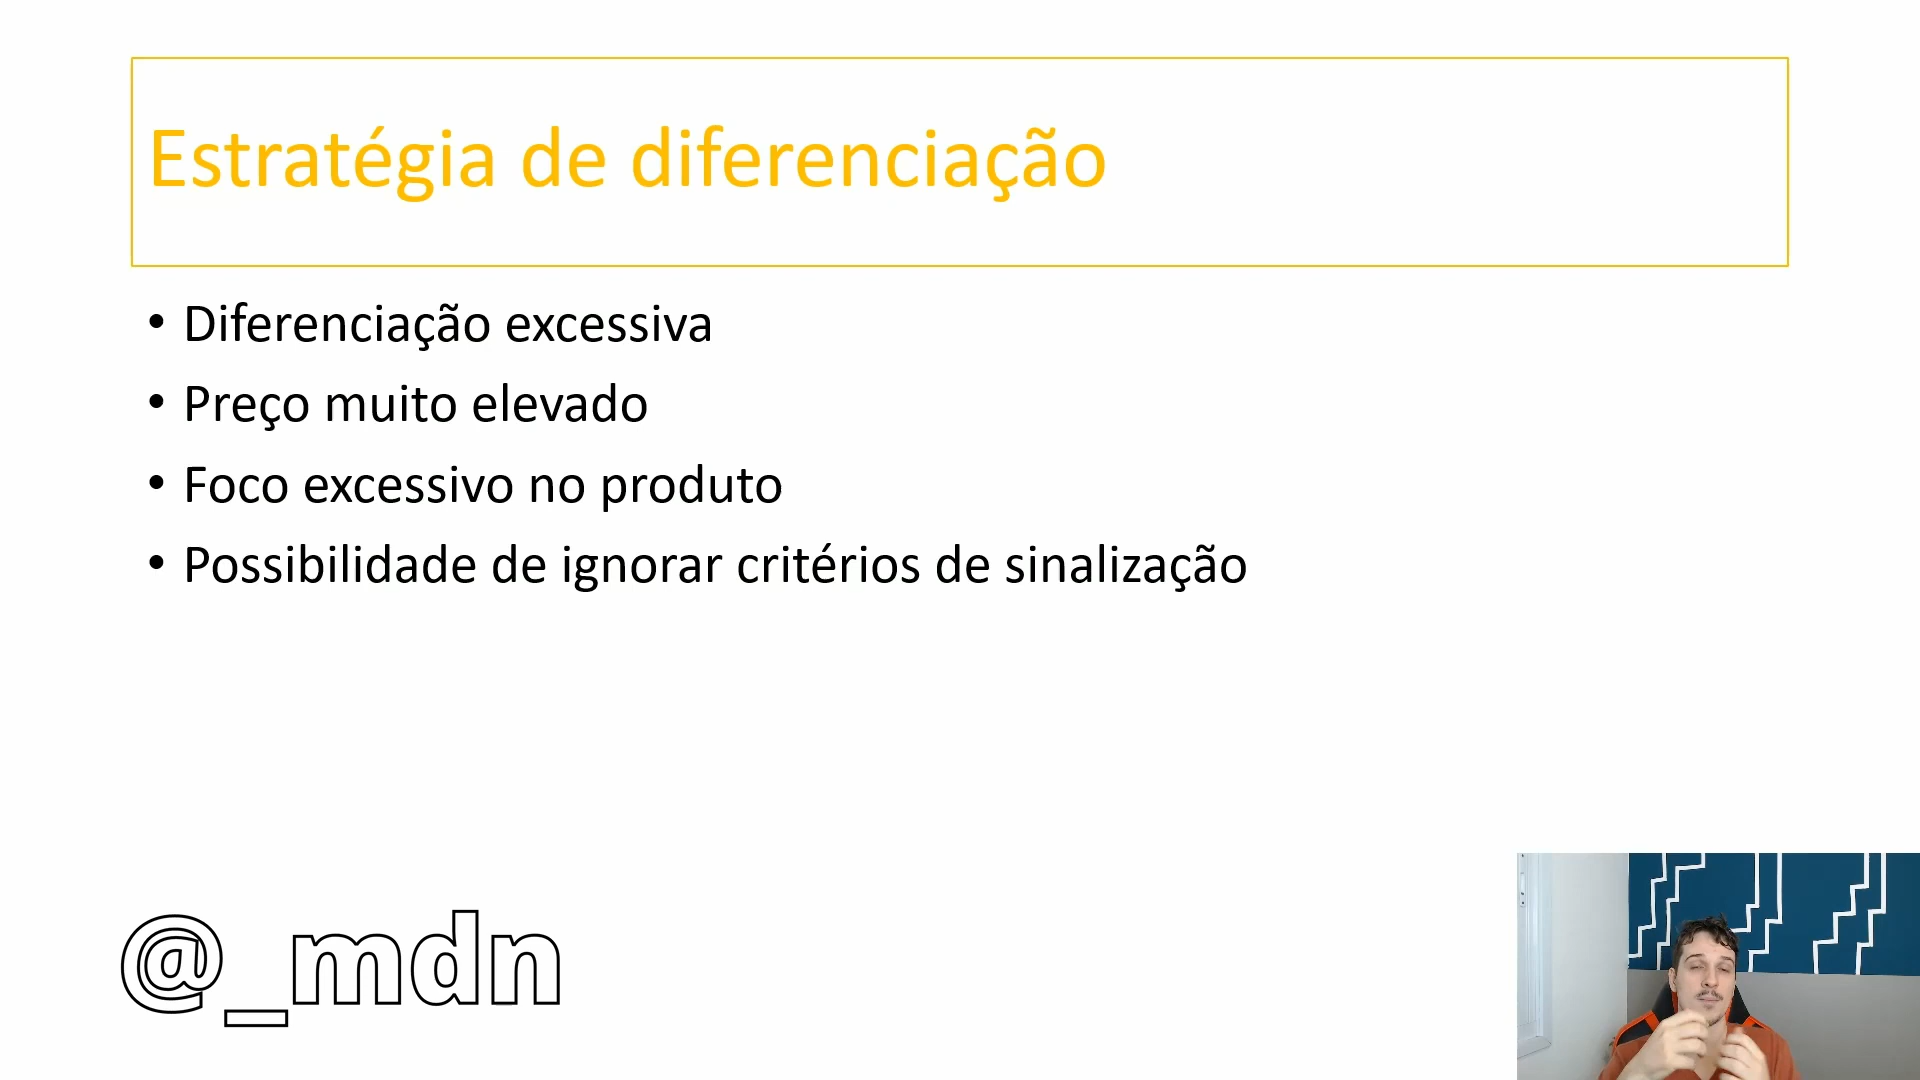 Estratégia de diferenciação
• Diferenciação excessiva
• Preço muito elevado
• Foco excessivo no produto
• Possibilidade de ignorar critérios de sinalização
@_mdn